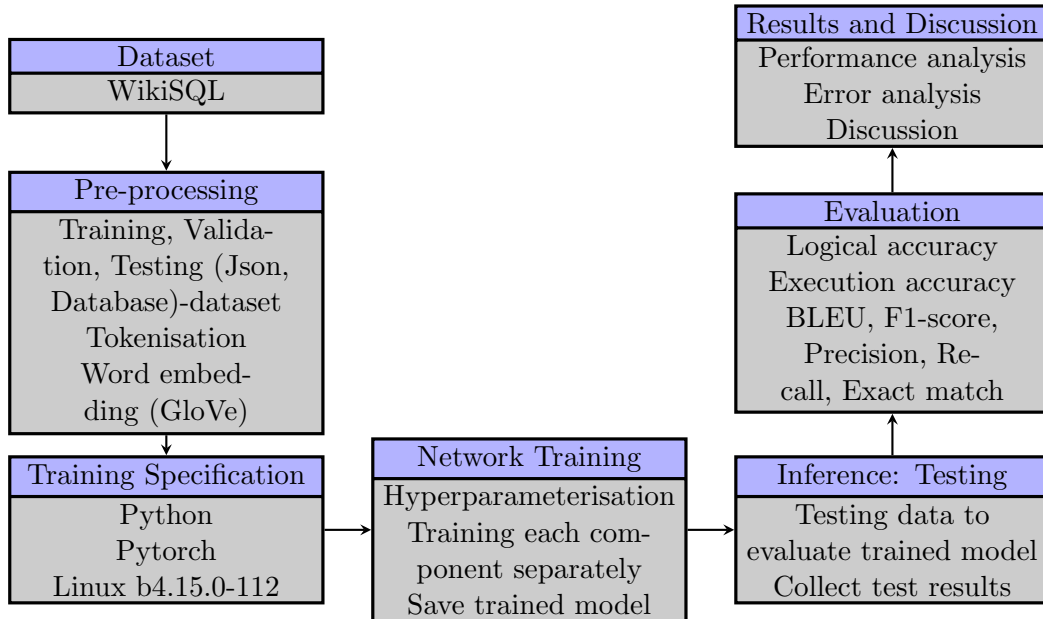 Dataset
WikiSQL
Pre-processing
Training, Valida-
tion, Testing (Json,
Database)-dataset
Tokenisation
Word embed-
ding (GloVe)
Training Specification
Python
Pytorch
Linux b4.15.0-112
Network Training
Hyperparameterisation
Training each com-
ponent separately
Save trained model
Inference: Testing
Testing data to
evaluate trained model
Collect test results
Evaluation
Logical accuracy
Execution accuracy
BLEU, F1-score,
Precision, Re-
call, Exact match
Results and Discussion
Performance analysis
Error analysis
Discussion